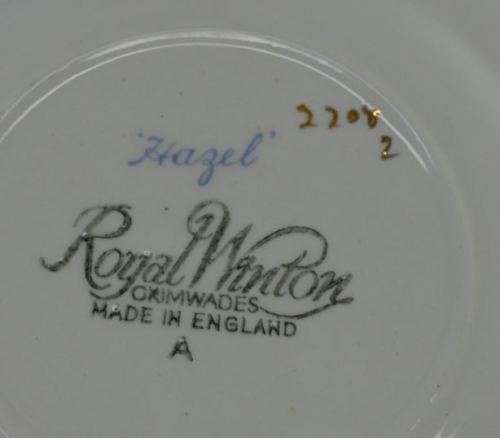 'Hazel'
2208
2
Royal Winton
GRIMWADES
MADE IN ENGLAND
A